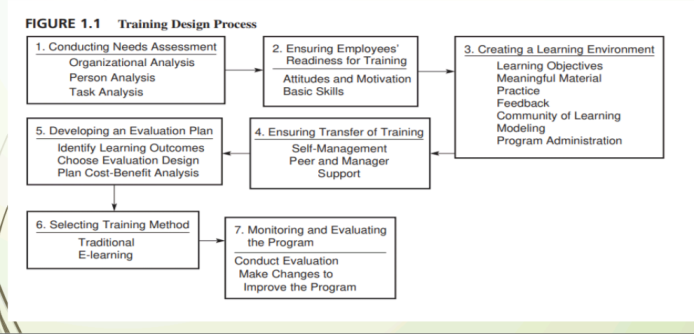 FIGURE 1.1 Training Design Process
1. Conducting Needs Assessment
Organizational Analysis
Person Analysis
Task Analysis
2. Ensuring Employees'
Readiness for Training
Attitudes and Motivation
Basic Skills
3. Creating a Learning Environment
Learning Objectives
Meaningful Material
Practice
Feedback
Community of Learning
Modeling
Program Administration
4. Ensuring Transfer of Training
Self-Management
Peer and Manager
Support
5. Developing an Evaluation Plan
Identify Learning Outcomes
Choose Evaluation Design
Plan Cost-Benefit Analysis
6. Selecting Training Method
Traditional
E-learning
7. Monitoring and Evaluating
the Program
Conduct Evaluation
Make Changes to
Improve the Program